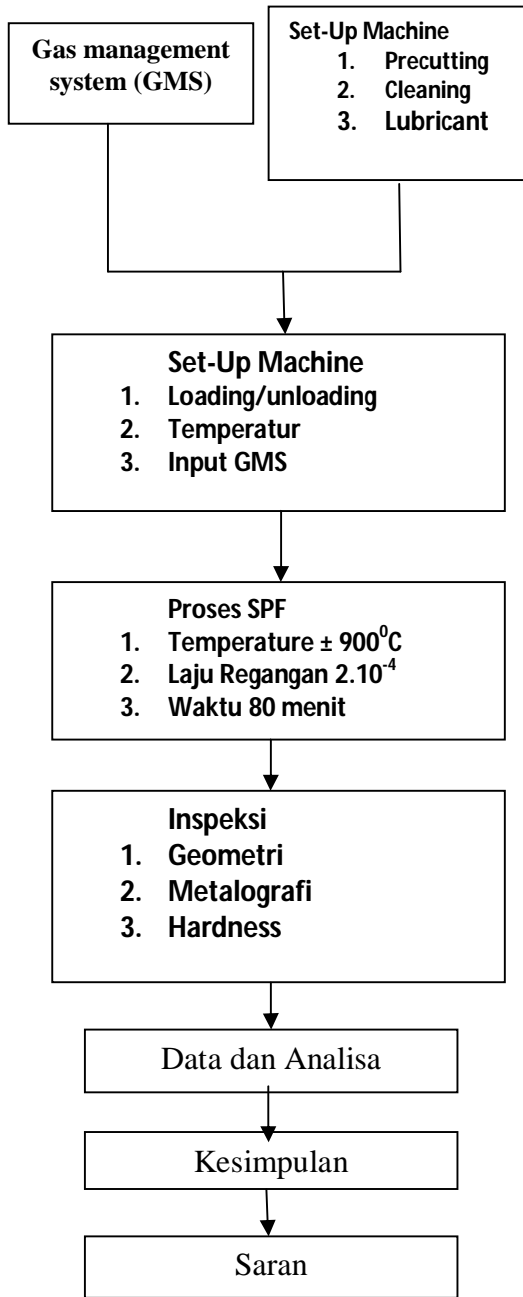 Gas management
system (GMS)
Set-Up Machine
1. Precutting
2. Cleaning
3. Lubricant
Set-Up Machine
1. Loading/unloading
2. Temperatur
3. Input GMS
Proses SPF
1. Temperature ± 900⁰C
2. Laju Regangan 2.10⁻⁴
3. Waktu 80 menit
Inspeksi
1. Geometri
2. Metalografi
3. Hardness
Data dan Analisa
Kesimpulan
Saran